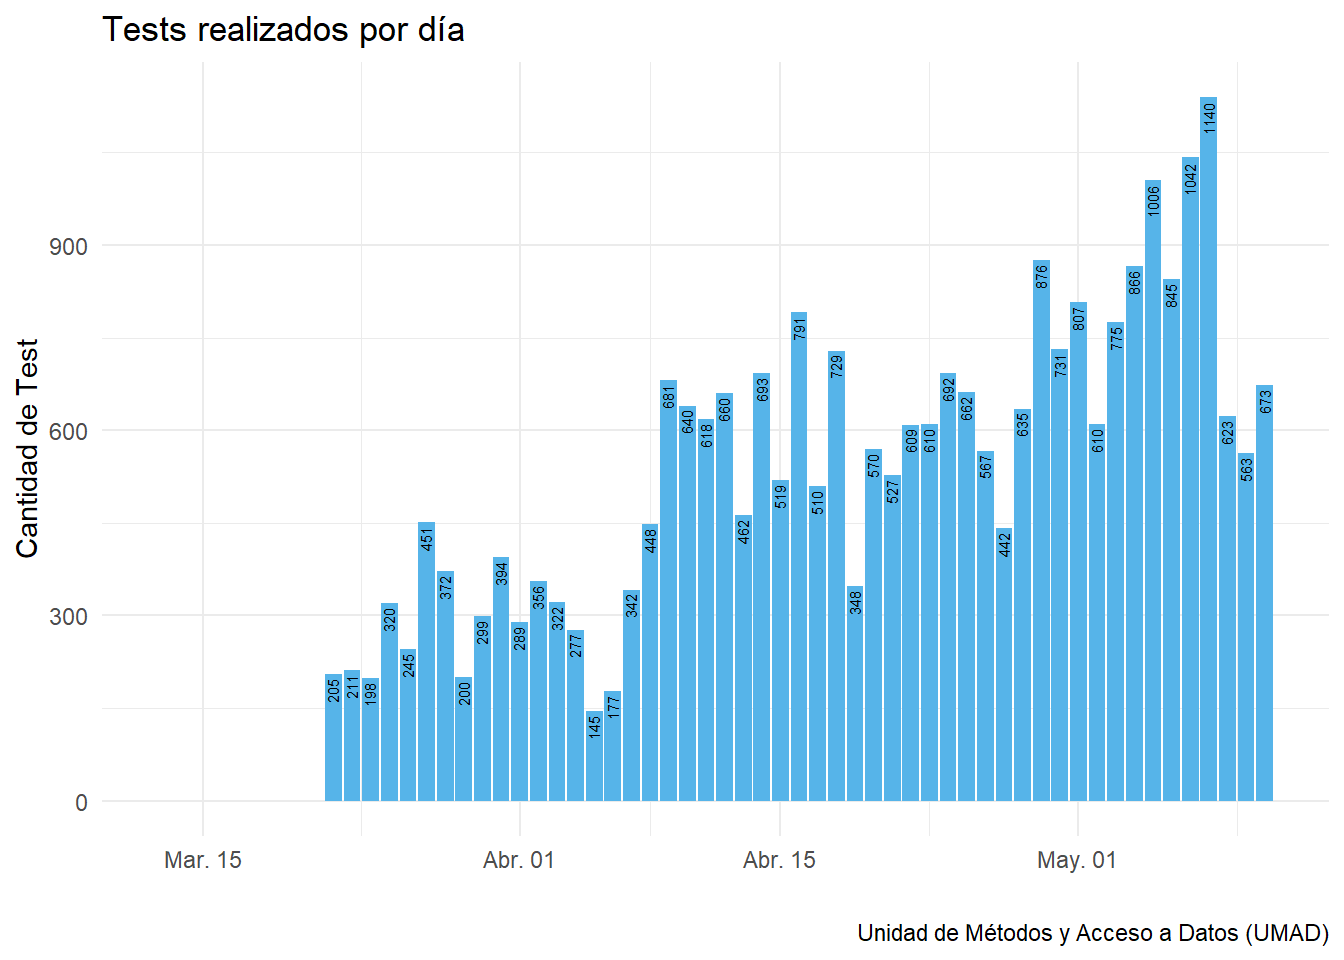 Tests realizados por día
Cantidad de Test
900
600
300
0
205 211 198 320 245 451 372 200 299 394 289 356 322 277 145 177 342 448 681 640 618 660 462 693 519 791 510 729 348 570 527 609 610 692 662 567 442 635 876 731 807 610 775 866 1006 845 1042 1140 623 563 673
Mar. 15 Abr. 01 Abr. 15 May. 01
Unidad de Métodos y Acceso a Datos (UMAD)